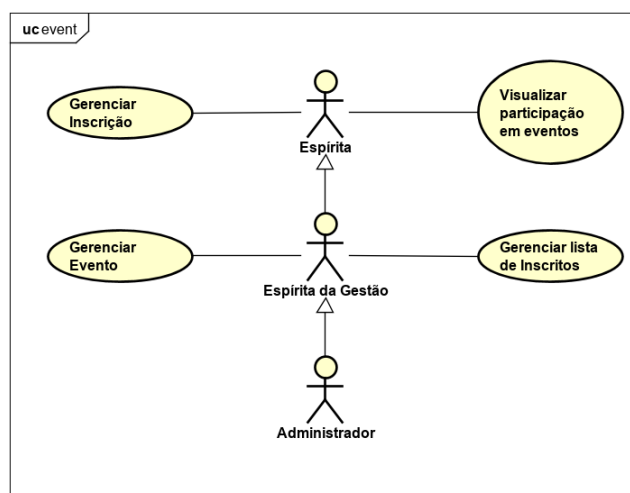 uc event
Gerenciar
Inscrição
Visualizar
participação
em eventos
Espírita
Gerenciar
Evento
Gerenciar lista
de Inscritos
Espírita da Gestão
Administrador